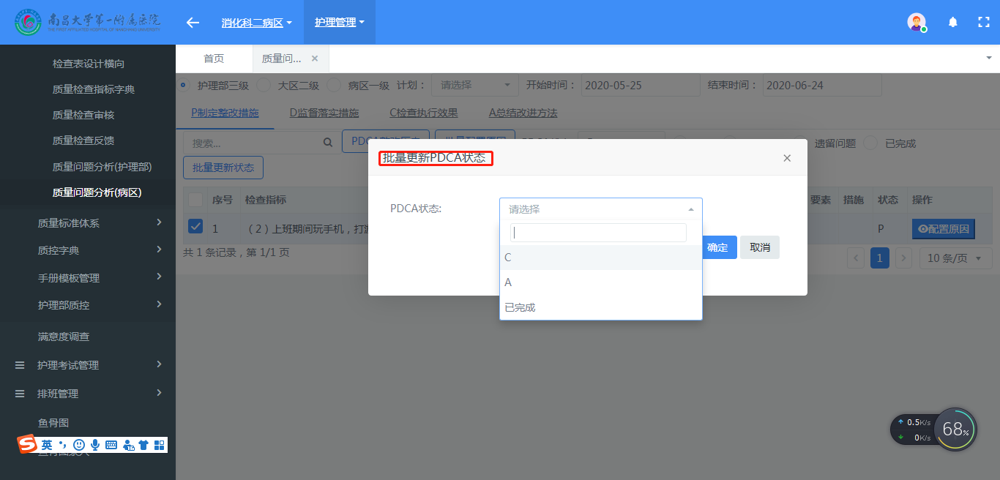 南昌大学第一附属医院
THE FIRST AFFILIATED HOSPITAL OF NANCHANG UNIVERSITY
消化科二病区
护理管理
首页
质量问...
检查表设计横向
质量检查指标字典
质量检查审核
质量检查反馈
质量问题分析(护理部)
质量问题分析(病区)
质量标准体系
质控字典
手册模板管理
护理部质控
满意度调查
护理考试管理
排班管理
鱼骨图
护理部三级 大区二级 病区一级 计划： 请选择 开始时间： 2020-05-25 结束时间： 2020-06-24
P制定整改措施 D监督落实措施 C检查执行效果 A总结改进方法
搜索...
遗留问题 已完成
批量更新状态
序号 检查指标 要素 措施 状态 操作
1 （2）上班期间玩手机，打 P 配置原因
共 1 条记录，第 1/1 页
1
10 条/页
批量更新PDCA状态
×
PDCA状态:
请选择
C
A
已完成
确定
取消
英
0.5K/s
0K/s
68%